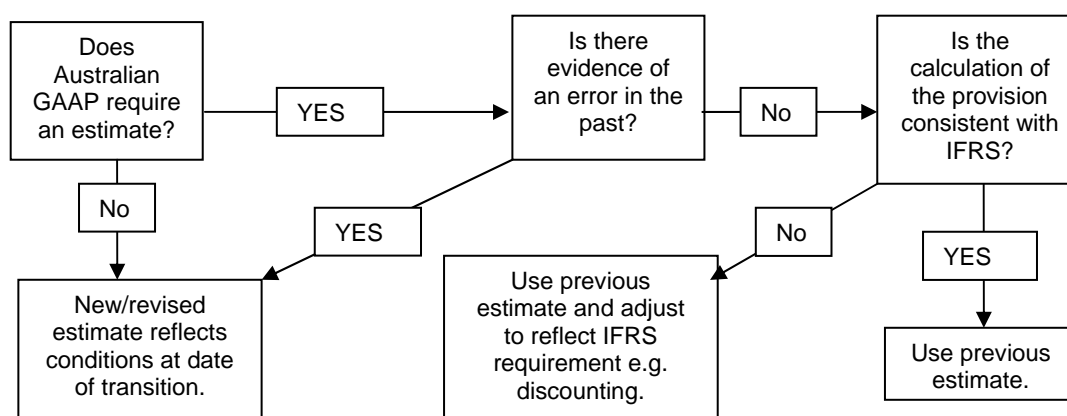 Does
Australian
GAAP require
an estimate?
YES
Is there
evidence of
an error in the
past?
No
Is the
calculation of
the provision
consistent with
IFRS?
No
YES
No
YES
New/revised
estimate reflects
conditions at date
of transition.
Use previous
estimate and adjust
to reflect IFRS
requirement e.g.
discounting.
Use previous
estimate.